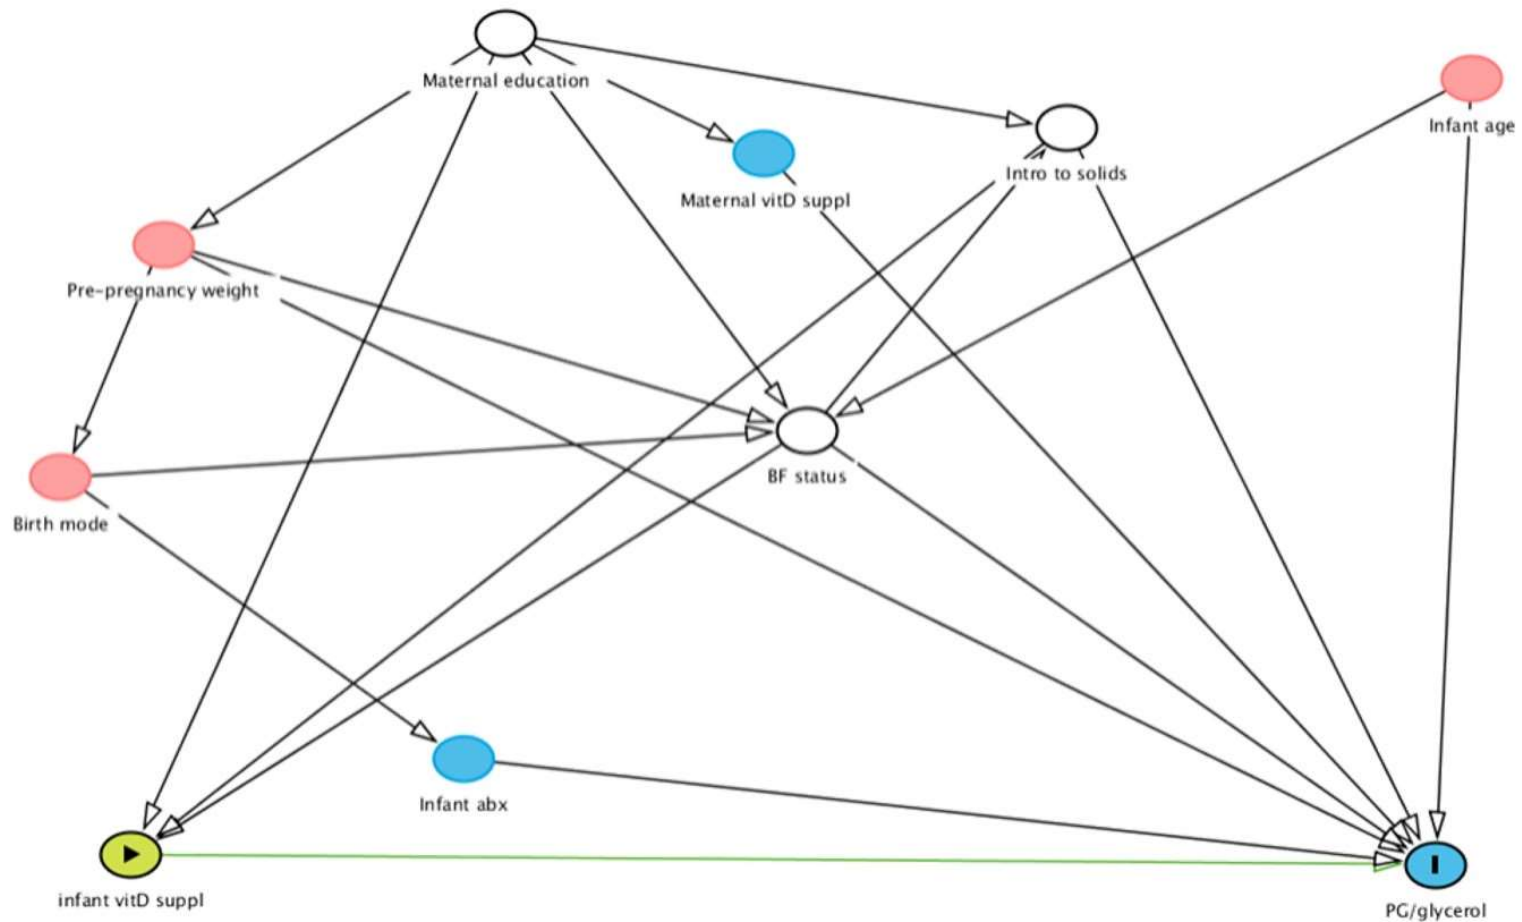 Maternal education
Infant age
Intro to solids
Maternal vitD suppl
Pre-pregnancy weight
BF status
Birth mode
Infant abx
infant vitD suppl
PG/glycerol